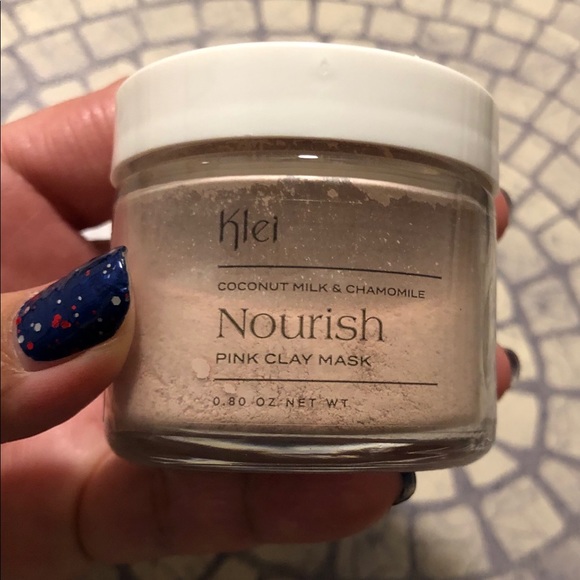 Klei
COCONUT MILK & CHAMOMILE
Nourish
PINK CLAY MASK
0.80 OZ NET WT